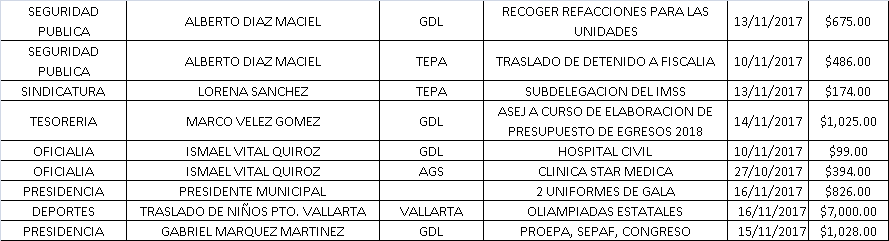 SEGURIDAD PUBLICA ALBERTO DIAZ MACIEL GDL RECOGER REFACCIONES PARA LAS UNIDADES 13/11/2017 $675.00
SEGURIDAD PUBLICA ALBERTO DIAZ MACIEL TEPA TRASLADO DE DETENIDO A FISCALIA 10/11/2017 $486.00
SINDICATURA LORENA SANCHEZ TEPA SUBDELEGACION DEL IMSS 13/11/2017 $174.00
TESORERIA MARCO VELEZ GOMEZ GDL ASEJ A CURSO DE ELABORACION DE PRESUPUESTO DE EGRESOS 2018 14/11/2017 $1,025.00
OFICIALIA ISMAEL VITAL QUIROZ GDL HOSPITAL CIVIL 10/11/2017 $99.00
OFICIALIA ISMAEL VITAL QUIROZ AGS CLINICA STAR MEDICA 27/10/2017 $394.00
PRESIDENCIA PRESIDENTE MUNICIPAL 2 UNIFORMES DE GALA 16/11/2017 $826.00
DEPORTES TRASLADO DE NIÑOS PTO. VALLARTA VALLARTA OLIAMPIADAS ESTATALES 16/11/2017 $7,000.00
PRESIDENCIA GABRIEL MARQUEZ MARTINEZ GDL PROEPA, SEPAF, CONGRESO 15/11/2017 $1,028.00